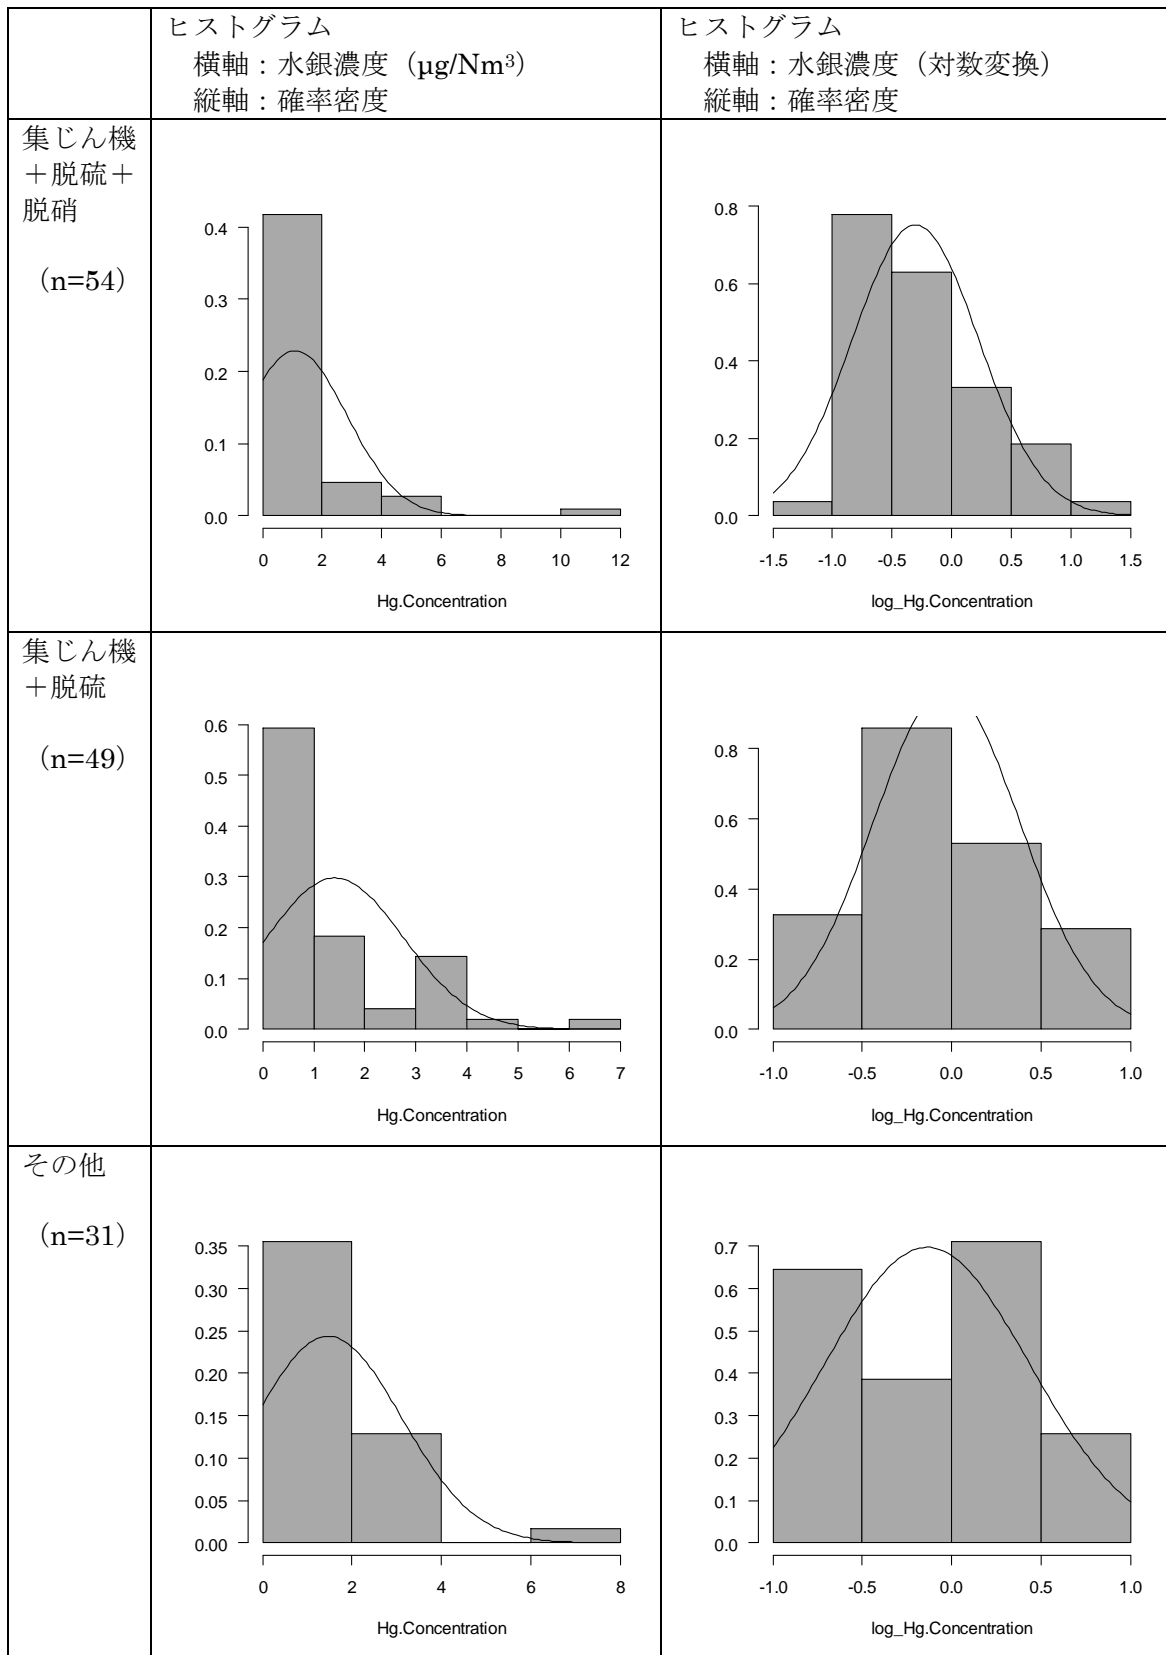 ヒストグラム
横軸：水銀濃度（µg/Nm³）
縦軸：確率密度
ヒストグラム
横軸：水銀濃度（対数変換）
縦軸：確率密度
集じん機
＋脱硫＋
脱硝
（n=54）
0.4
0.3
0.2
0.1
0.0
0 2 4 6 8 10 12
Hg.Concentration
0.8
0.6
0.4
0.2
0.0
-1.5 -1.0 -0.5 0.0 0.5 1.0 1.5
log_Hg.Concentration
集じん機
＋脱硫
（n=49）
0.6
0.5
0.4
0.3
0.2
0.1
0.0
0 1 2 3 4 5 6 7
Hg.Concentration
0.8
0.6
0.4
0.2
0.0
-1.0 -0.5 0.0 0.5 1.0
log_Hg.Concentration
その他
（n=31）
0.35
0.30
0.25
0.20
0.15
0.10
0.05
0.00
0 2 4 6 8
Hg.Concentration
0.7
0.6
0.5
0.4
0.3
0.2
0.1
0.0
-1.0 -0.5 0.0 0.5 1.0
log_Hg.Concentration